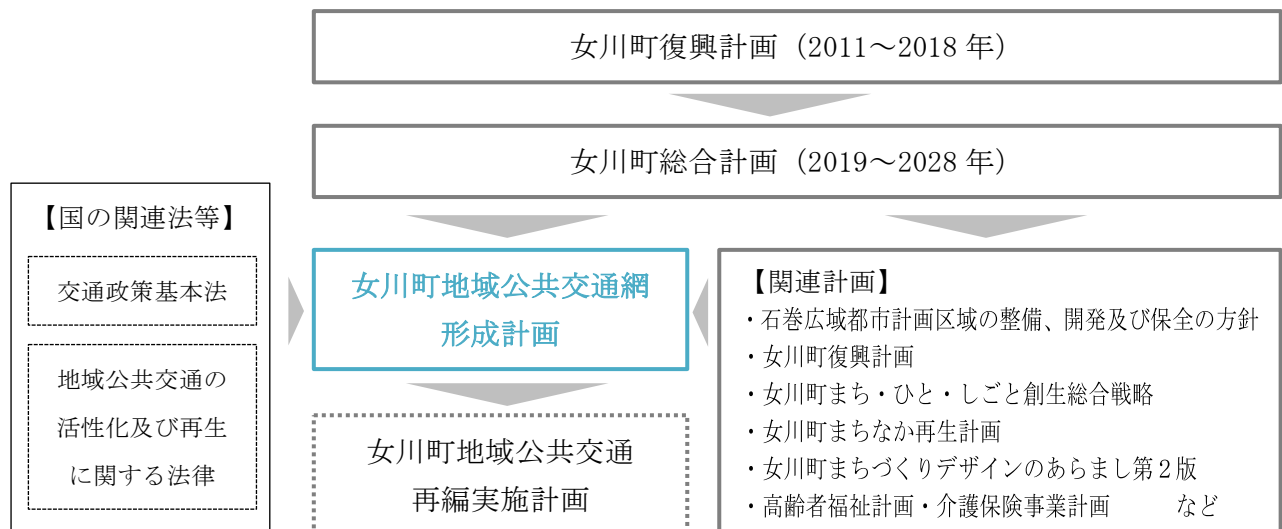 女川町復興計画（2011～2018 年）
女川町総合計画（2019～2028 年）
【国の関連法等】
交通政策基本法
地域公共交通の
活性化及び再生
に関する法律
女川町地域公共交通網
形成計画
女川町地域公共交通
再編実施計画
【関連計画】
・石巻広域都市計画区域の整備、開発及び保全の方針
・女川町復興計画
・女川町まち・ひと・しごと創生総合戦略
・女川町まちなか再生計画
・女川町まちづくりデザインのあらまし第２版
・高齢者福祉計画・介護保険事業計画　　　など